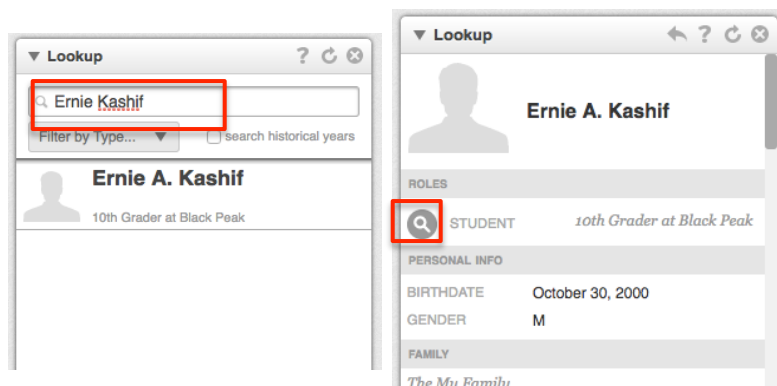 Lookup
Ernie Kashif
Filter by Type...
search historical years
Ernie A. Kashif
10th Grader at Black Peak
Lookup
Ernie A. Kashif
ROLES
STUDENT 10th Grader at Black Peak
PERSONAL INFO
BIRTHDATE October 30, 2000
GENDER M
FAMILY
The My Family